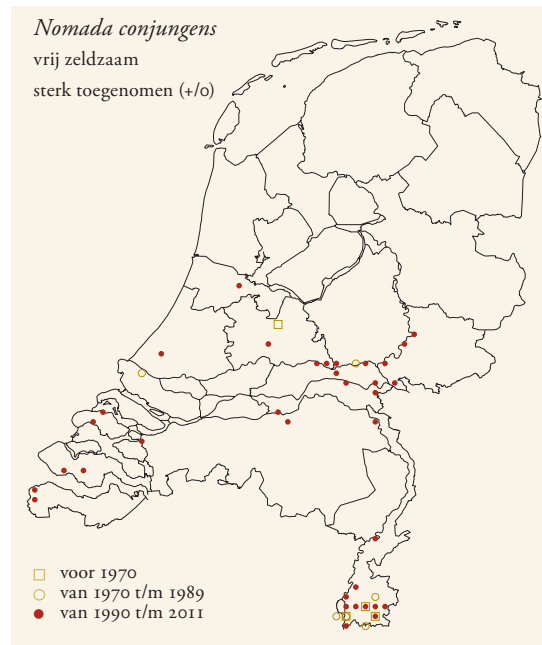 Nomada conjungens
vrij zeldzaam
sterk toegenomen (+/0)
voor 1970
van 1970 t/m 1989
van 1990 t/m 2011